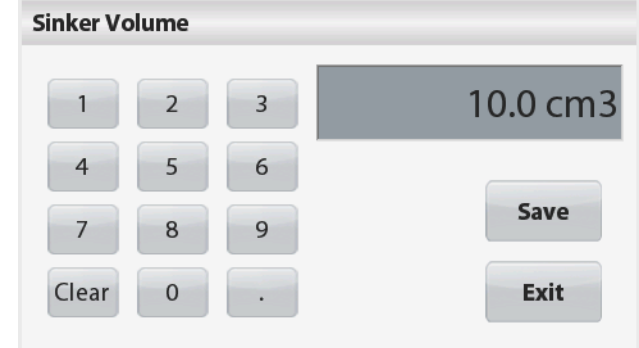 Sinker Volume
10.0 cm3
1 2 3
4 5 6
7 8 9
Clear 0 .
Save
Exit